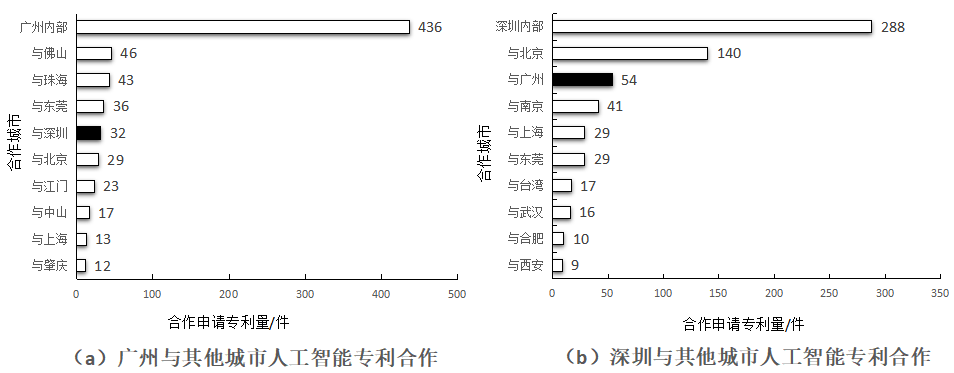 广州内部 436
与佛山 46
与珠海 43
与东莞 36
与深圳 32
与北京 29
与江门 23
与中山 17
与上海 13
与肇庆 12
合作城市
0 100 200 300 400 500
合作申请专利量/件
（a）广州与其他城市人工智能专利合作
深圳内部 288
与北京 140
与广州 54
与南京 41
与上海 29
与东莞 29
与台湾 17
与武汉 16
与合肥 10
与西安 9
合作城市
0 50 100 150 200 250 300 350
合作申请专利量/件
（b）深圳与其他城市人工智能专利合作